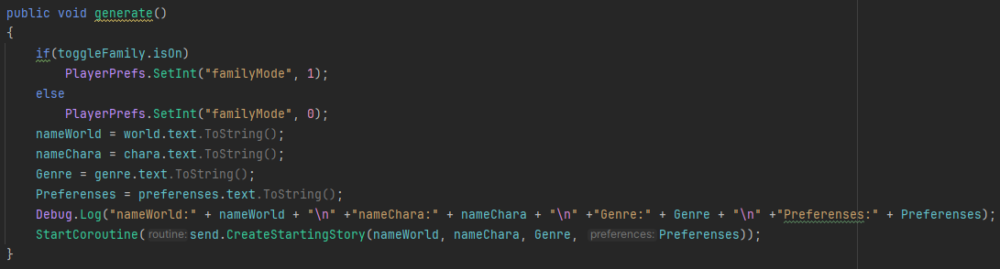 public void generate()
{
    if(toggleFamily.isOn)
        PlayerPrefs.SetInt("familyMode", 1);
    else
        PlayerPrefs.SetInt("familyMode", 0);
    nameWorld = world.text.ToString();
    nameChara = chara.text.ToString();
    Genre = genre.text.ToString();
    Preferenses = preferenses.text.ToString();
    Debug.Log("nameWorld:" + nameWorld + "\n" +"nameChara:" + nameChara + "\n" +"Genre:" + Genre + "\n" +"Preferenses:" + Preferenses);
    StartCoroutine(routine:send.CreateStartingStory(nameWorld, nameChara, Genre, preferences:Preferenses));
}